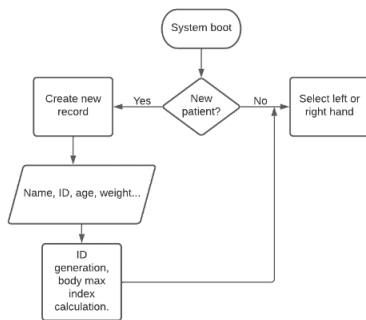 System boot
Create new
record
Yes
New
patient?
No
Select left or
right hand
Name, ID, age, weight...
ID
generation,
body max
index
calculation.